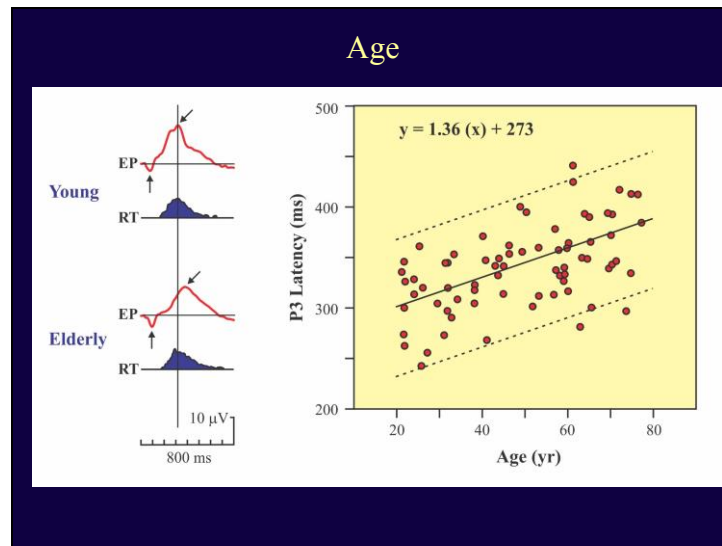 Age
EP
Young
RT
EP
Elderly
RT
10 µV
800 ms
y = 1.36 (x) + 273
P3 Latency (ms)
500
400
300
200
20 40 60 80
Age (yr)